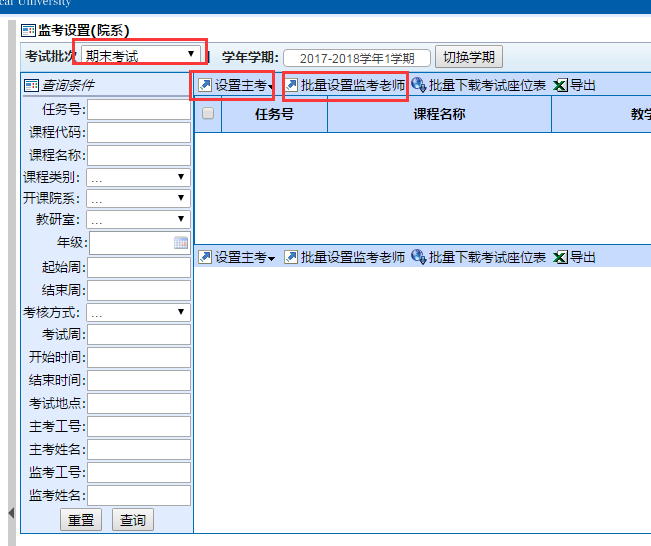 ical University
监考设置(院系)
考试批次 期末考试 学年学期: 2017-2018学年1学期 切换学期
查询条件
设置主考 批量设置监考老师 批量下载考试座位表 导出
任务号 课程名称 教学
任务号:
课程代码:
课程名称:
课程类别: ...
开课院系: ...
教研室: ...
年级:
起始周:
结束周:
考核方式: ...
考试周:
开始时间:
结束时间:
考试地点:
主考工号:
主考姓名:
监考工号:
监考姓名:
重置 查询
设置主考 批量设置监考老师 批量下载考试座位表 导出